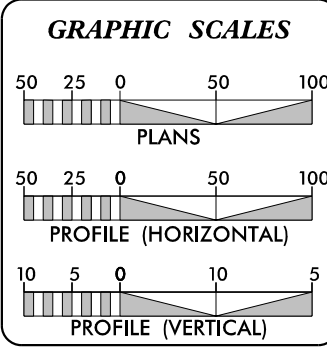 GRAPHIC SCALES
50 25 0 50 100
PLANS
50 25 0 50 100
PROFILE (HORIZONTAL)
10 5 0 10 5
PROFILE (VERTICAL)